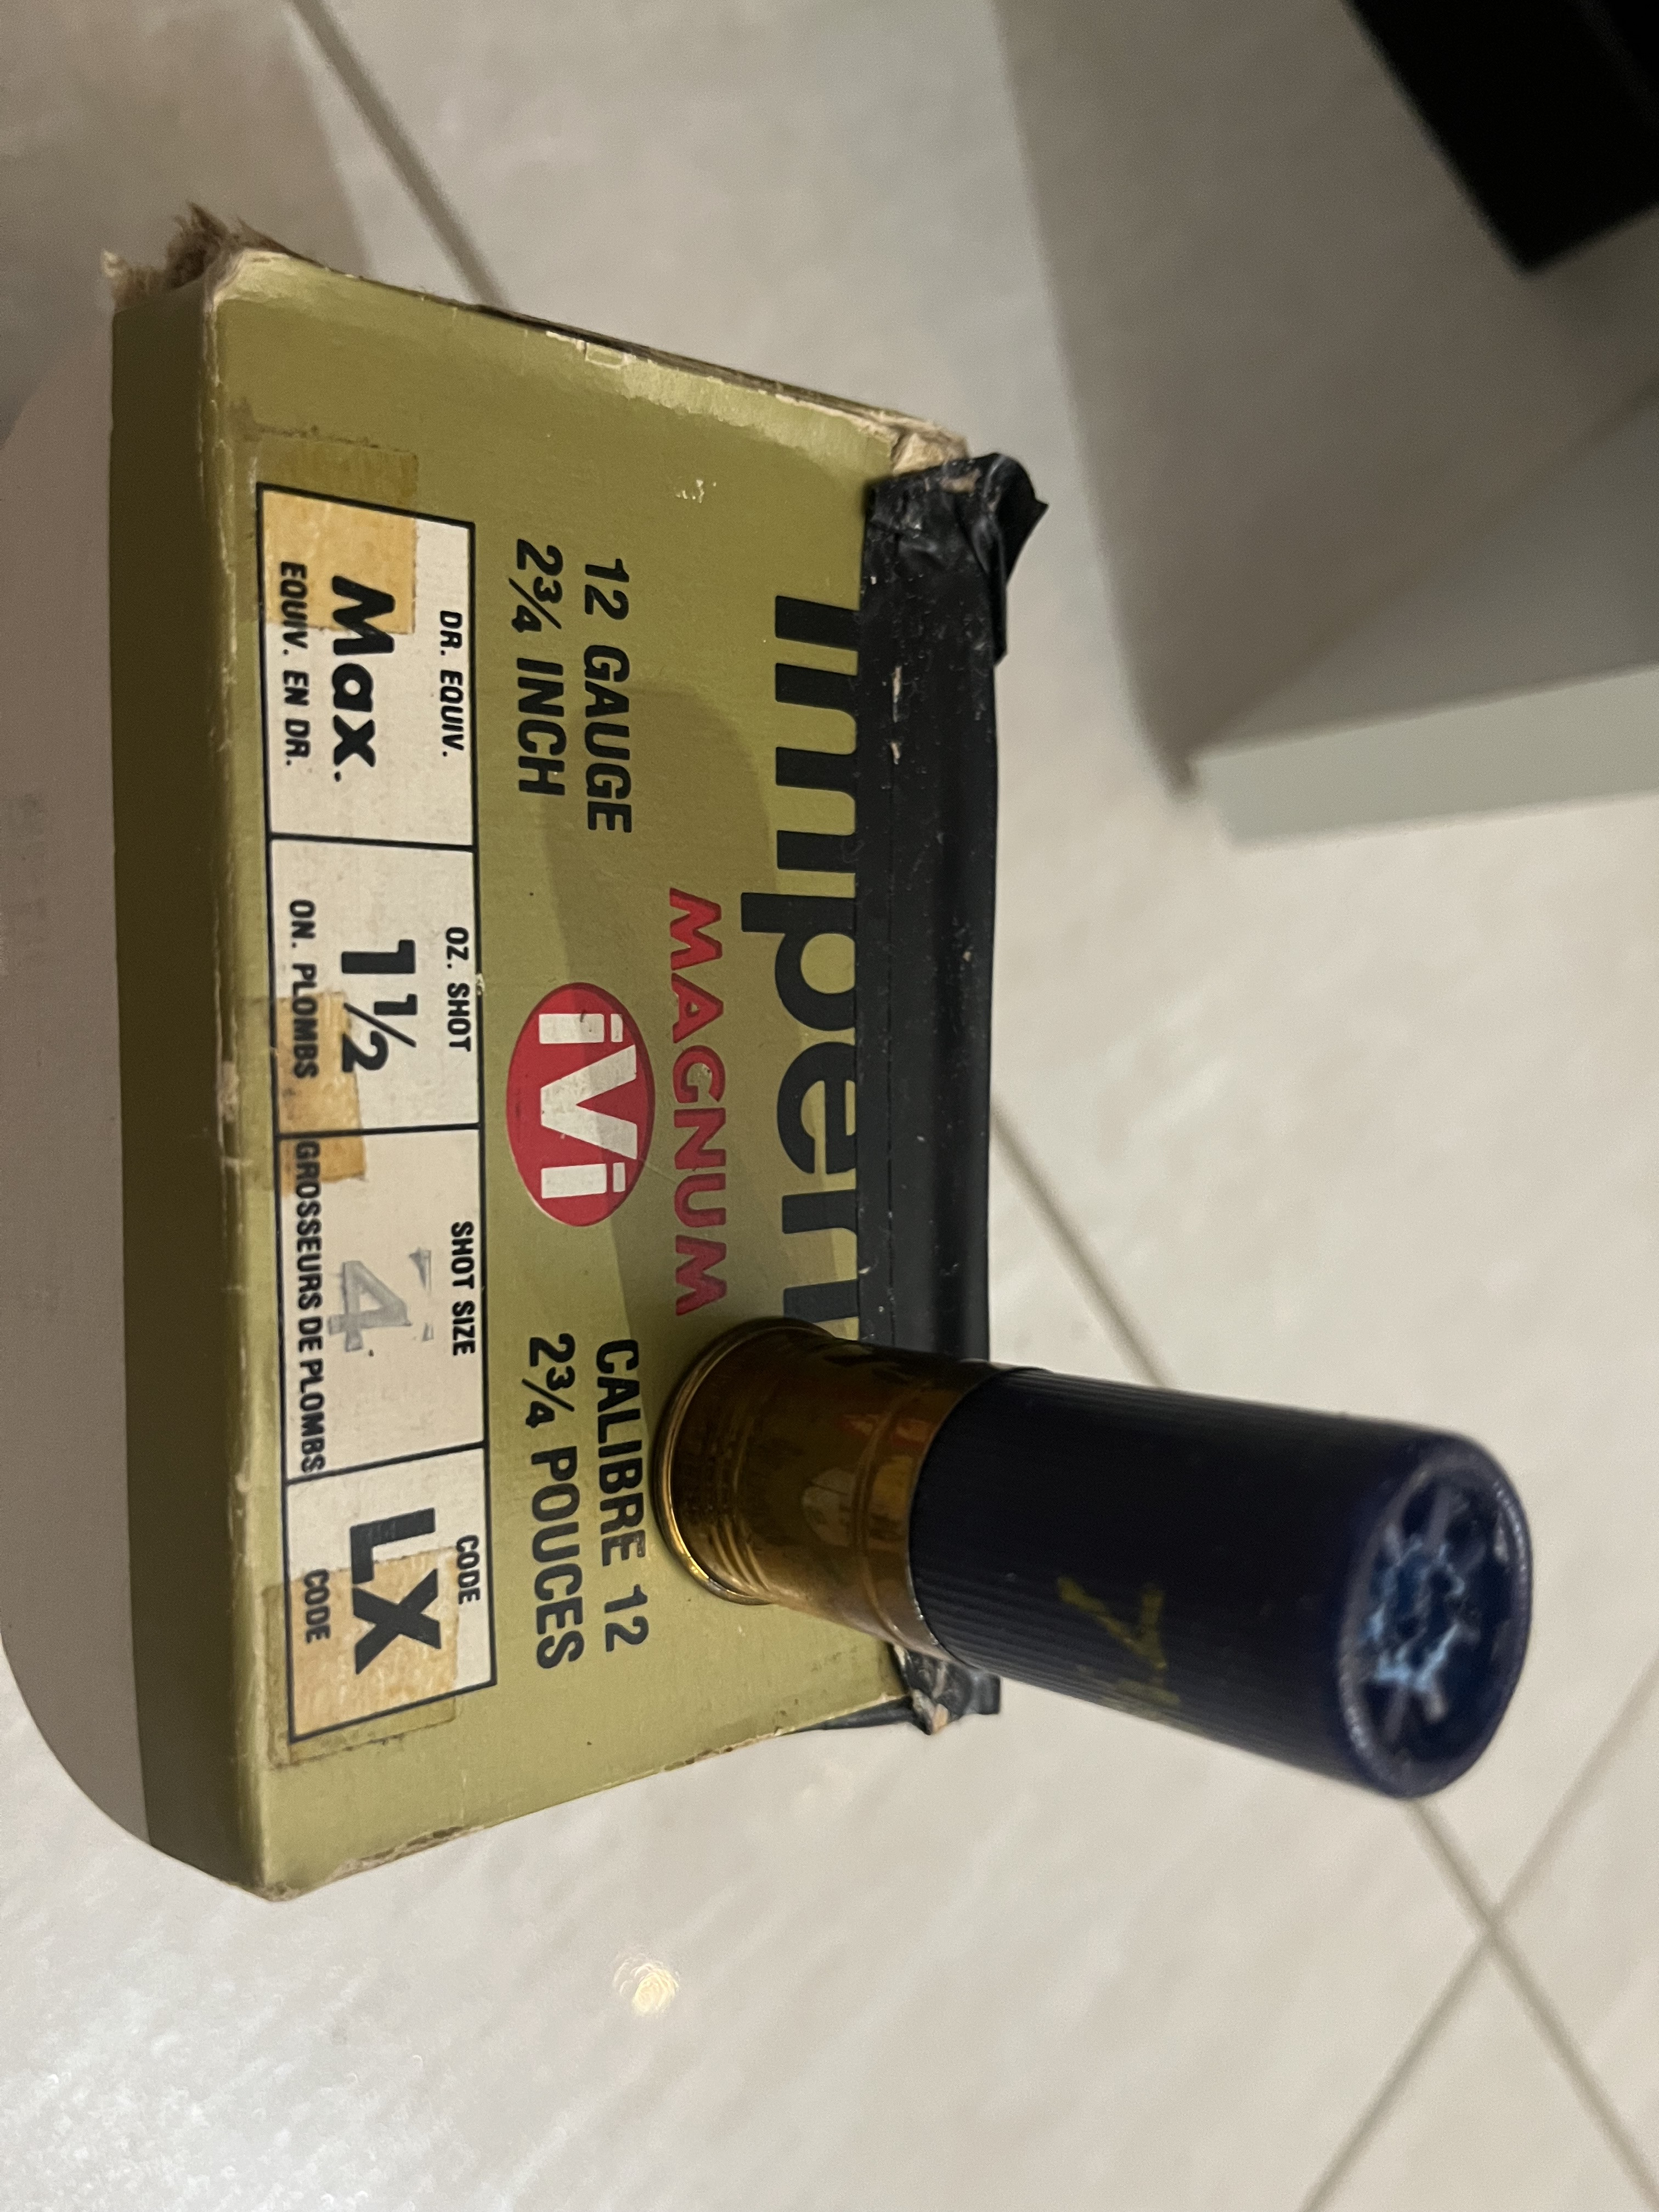 Imperi
MAGNUM
12 GAUGE
2¾ INCH
iVi
CALIBRE 12
2¾ POUCES
DR. EQUIV.
Max.
EQUIV. EN DR.
OZ. SHOT
1½
ON. PLOMBS
SHOT SIZE
4
GROSSEURS DE PLOMBS
CODE
LX
CODE